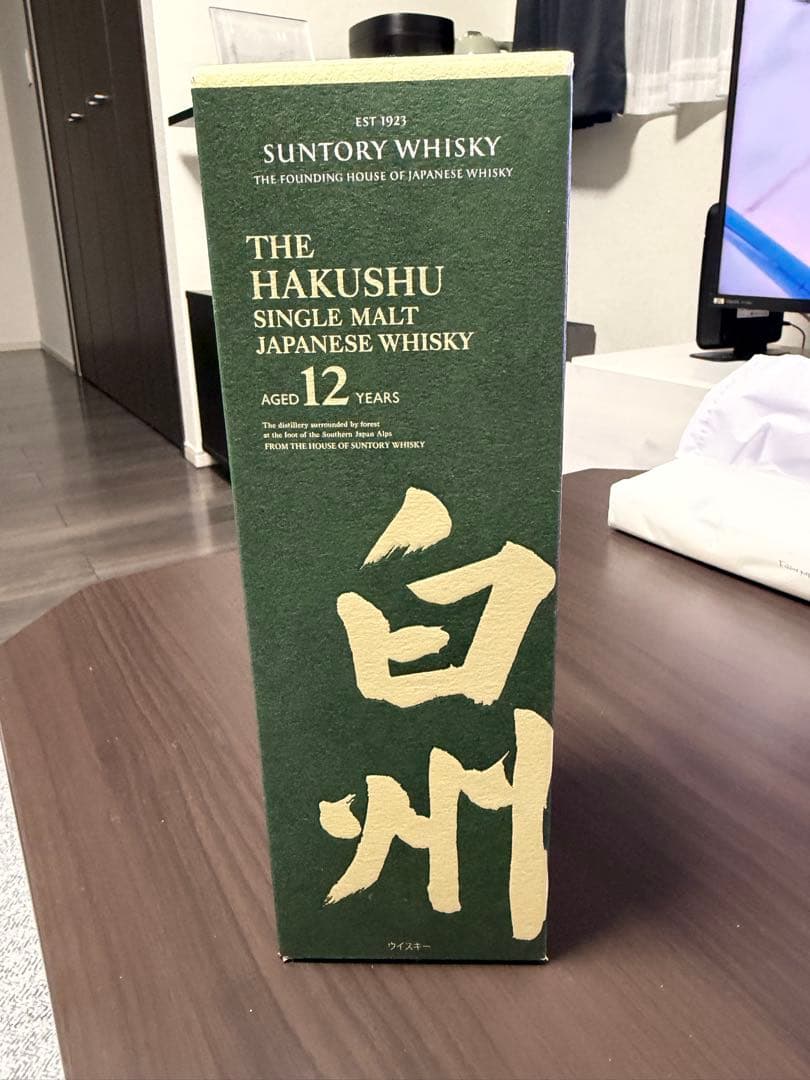 EST 1923
SUNTORY WHISKY
THE FOUNDING HOUSE OF JAPANESE WHISKY
THE
HAKUSHU
SINGLE MALT
JAPANESE WHISKY
AGED 12 YEARS
The distillery surrounded by forest
at the foot of the Southern Japan Alps
FROM THE HOUSE OF SUNTORY WHISKY
白
州
ウイスキー